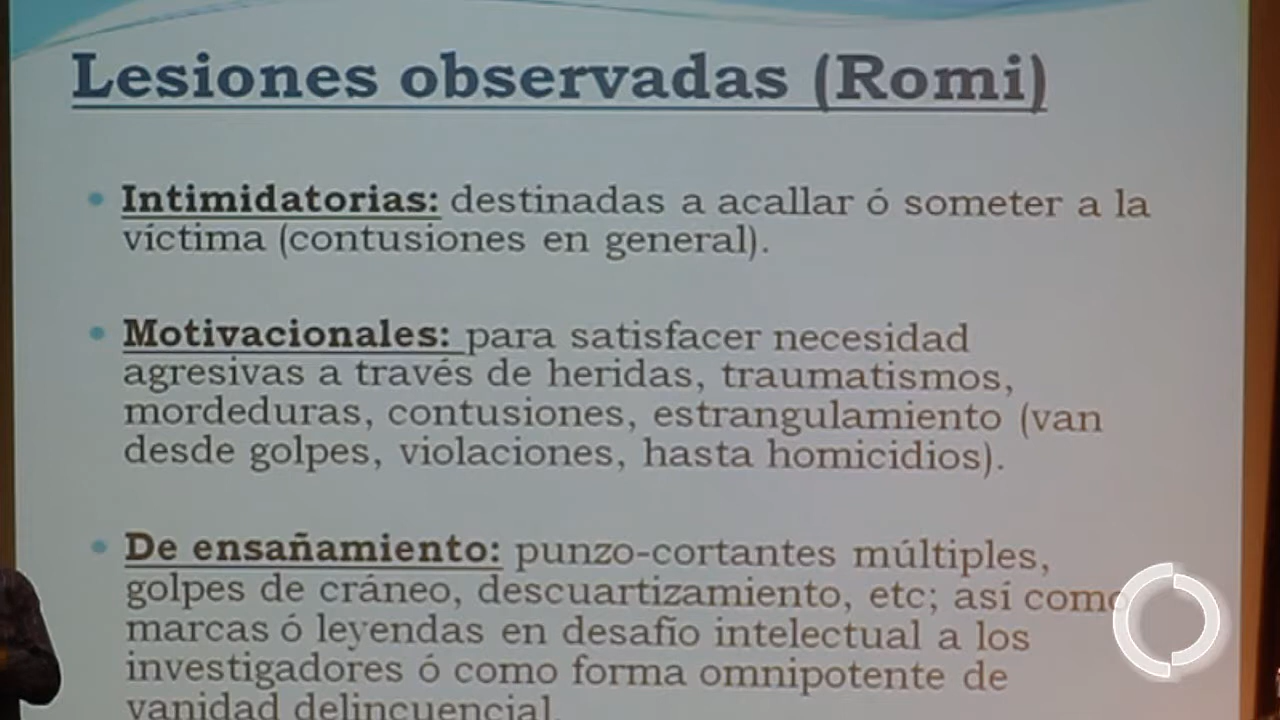 Lesiones observadas (Romi)
• Intimidatorias: destinadas a acallar ó someter a la
víctima (contusiones en general).
• Motivacionales: para satisfacer necesidad
agresivas a través de heridas, traumatismos,
mordeduras, contusiones, estrangulamiento (van
desde golpes, violaciones, hasta homicidios).
• De ensañamiento: punzo-cortantes múltiples,
golpes de cráneo, descuartizamiento, etc; así como
marcas ó leyendas en desafío intelectual a los
investigadores ó como forma omnipotente de
vanidad delincuencial.